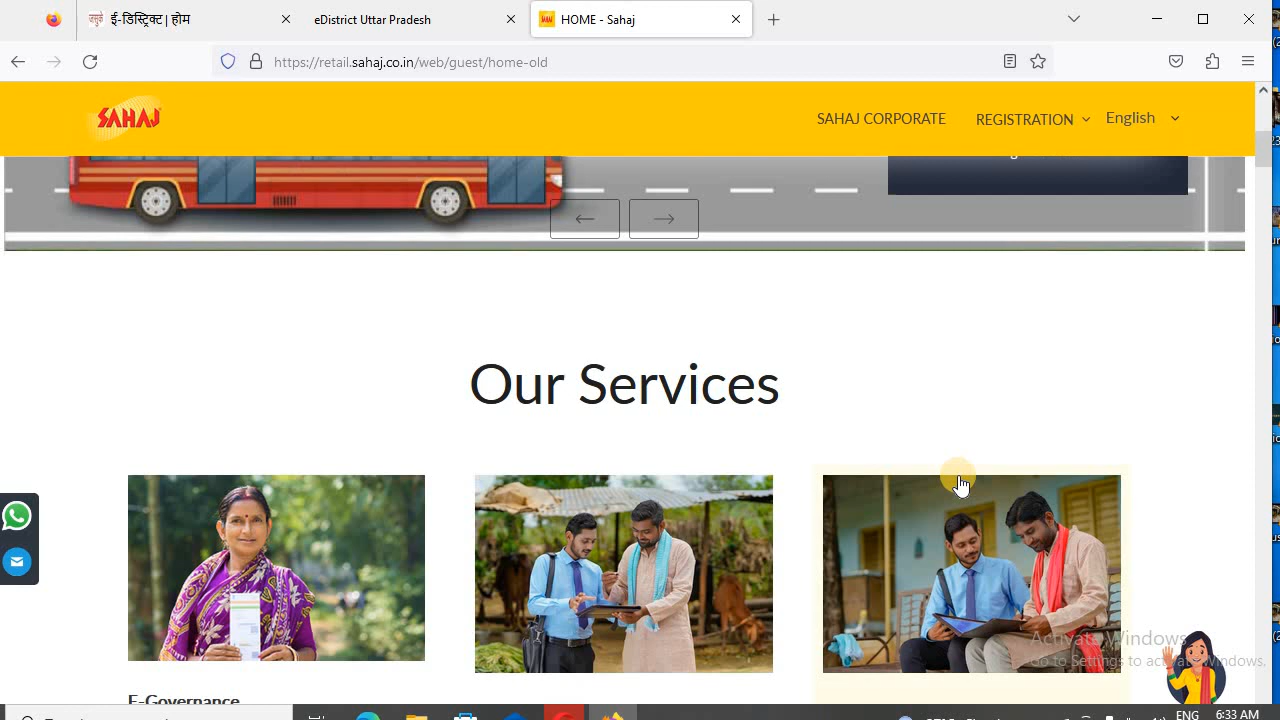 ई-डिस्ट्रिक्ट | होम
eDistrict Uttar Pradesh
HOME - Sahaj
https://retail.sahaj.co.in/web/guest/home-old
SAHAJ
SAHAJ CORPORATE
REGISTRATION
English
Our Services
E-Governance
Activate Windows
Go to Settings to activate Windows.
ENG
6:33 AM